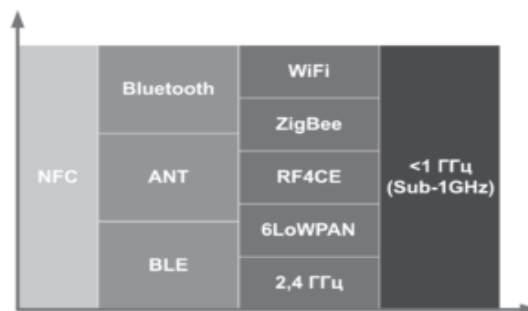 NFC
Bluetooth
ANT
BLE
WiFi
ZigBee
RF4CE
6LoWPAN
2,4 ГГц
<1 ГГц
(Sub-1GHz)